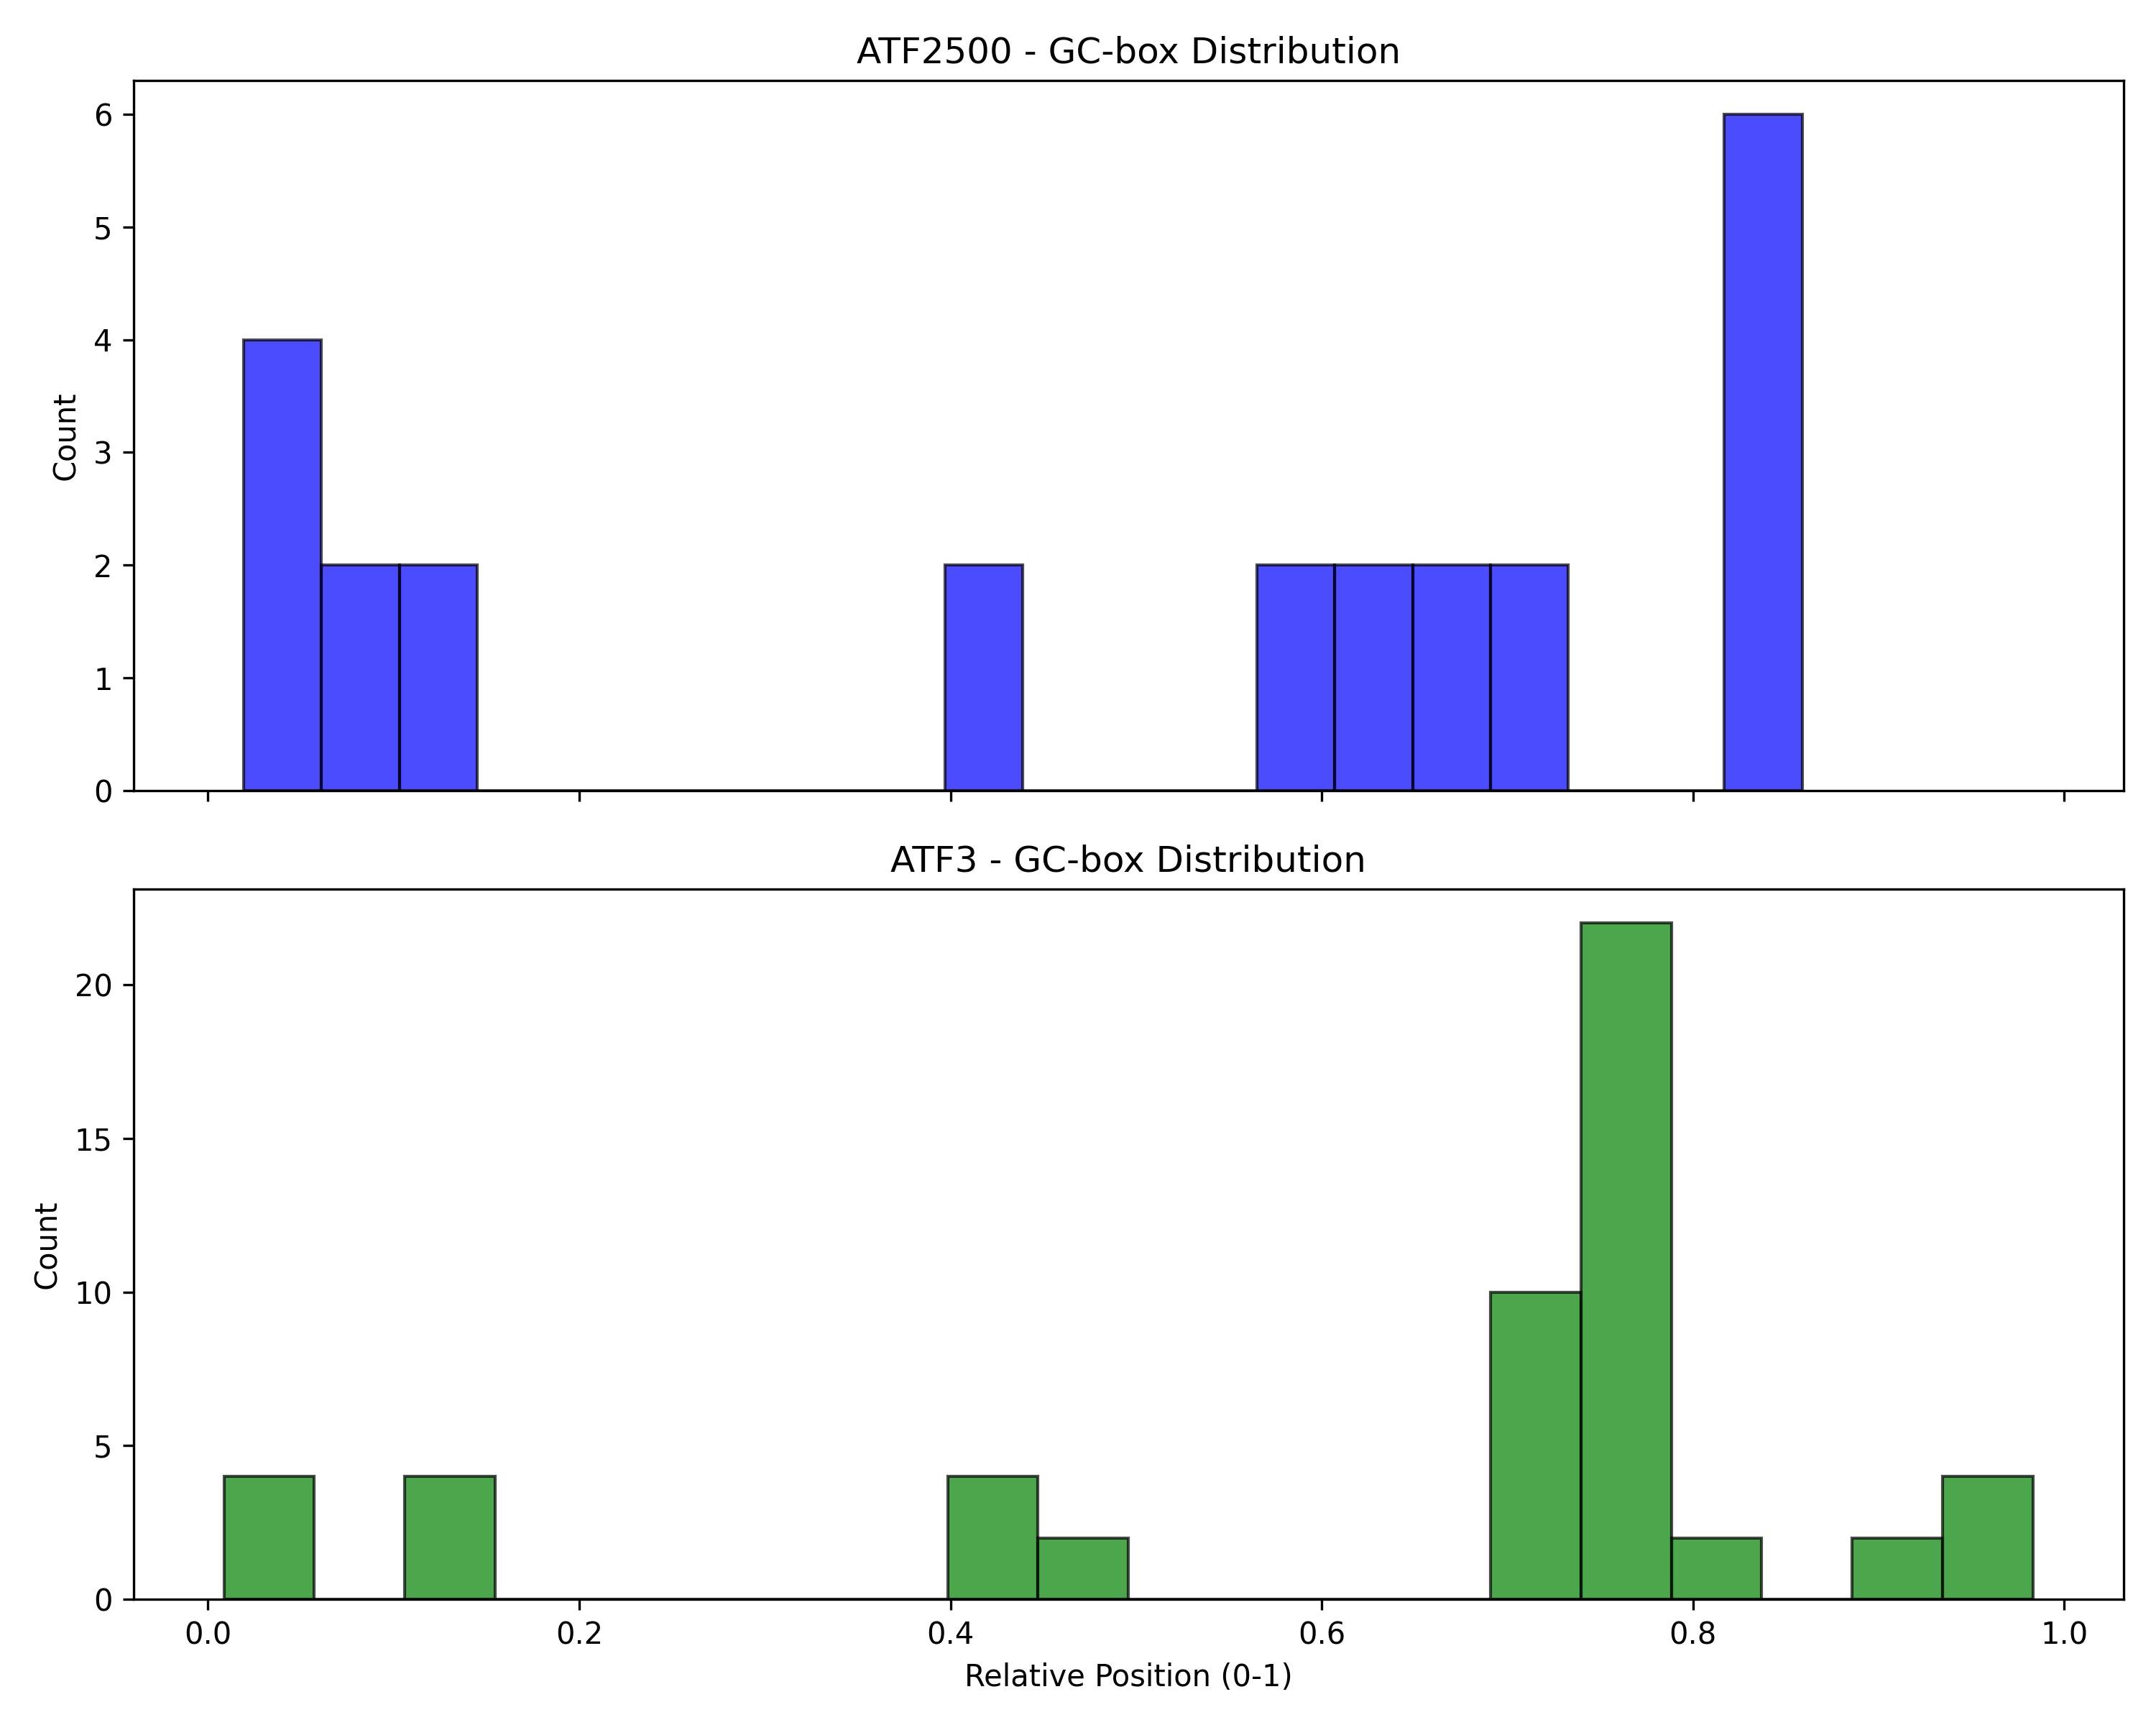 ATF2500 - GC-box Distribution
6
5
4
3
2
1
0
Count
ATF3 - GC-box Distribution
20
15
10
5
0
Count
0.0 0.2 0.4 0.6 0.8 1.0
Relative Position (0-1)